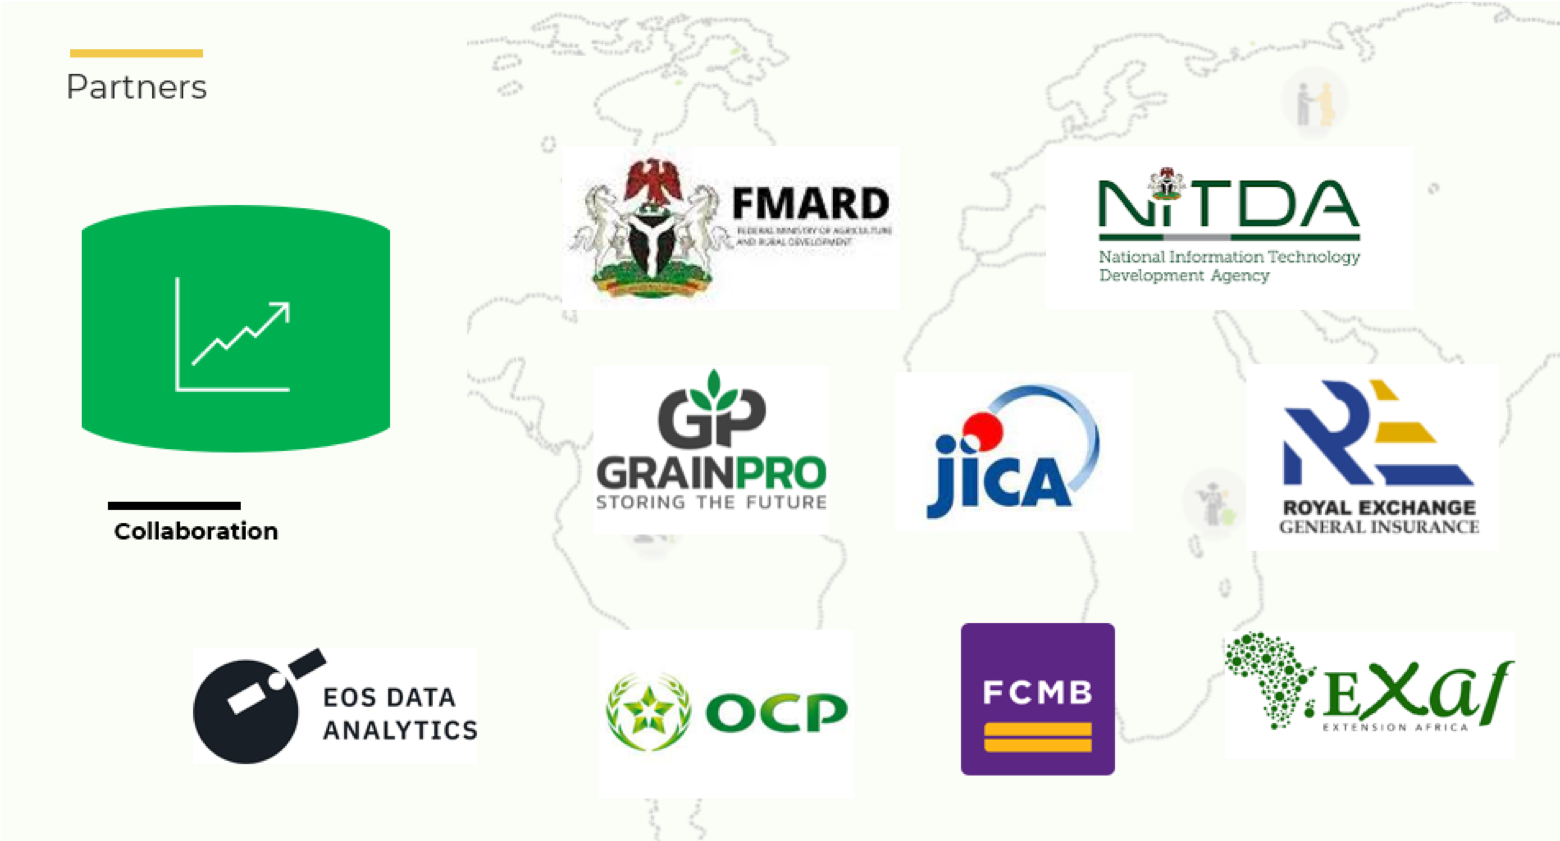 Partners
FMARD
FEDERAL MINISTRY OF AGRICULTURE
AND RURAL DEVELOPMENT
NiTDA
National Information Technology
Development Agency
Collaboration
GP
GRAINPRO
STORING THE FUTURE
jICA
RE
ROYAL EXCHANGE
GENERAL INSURANCE
EOS DATA
ANALYTICS
OCP
FCMB
EXaf
EXTENSION AFRICA